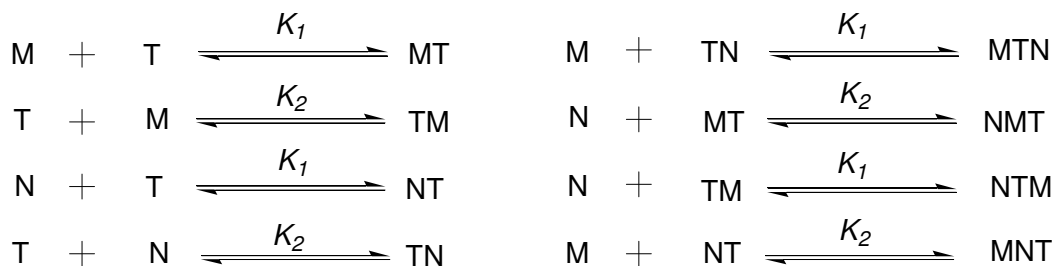 M + T K1 MT
M + TN K1 MTN
T + M K2 TM
N + MT K2 NMT
N + T K1 NT
N + TM K1 NTM
T + N K2 TN
M + NT K2 MNT